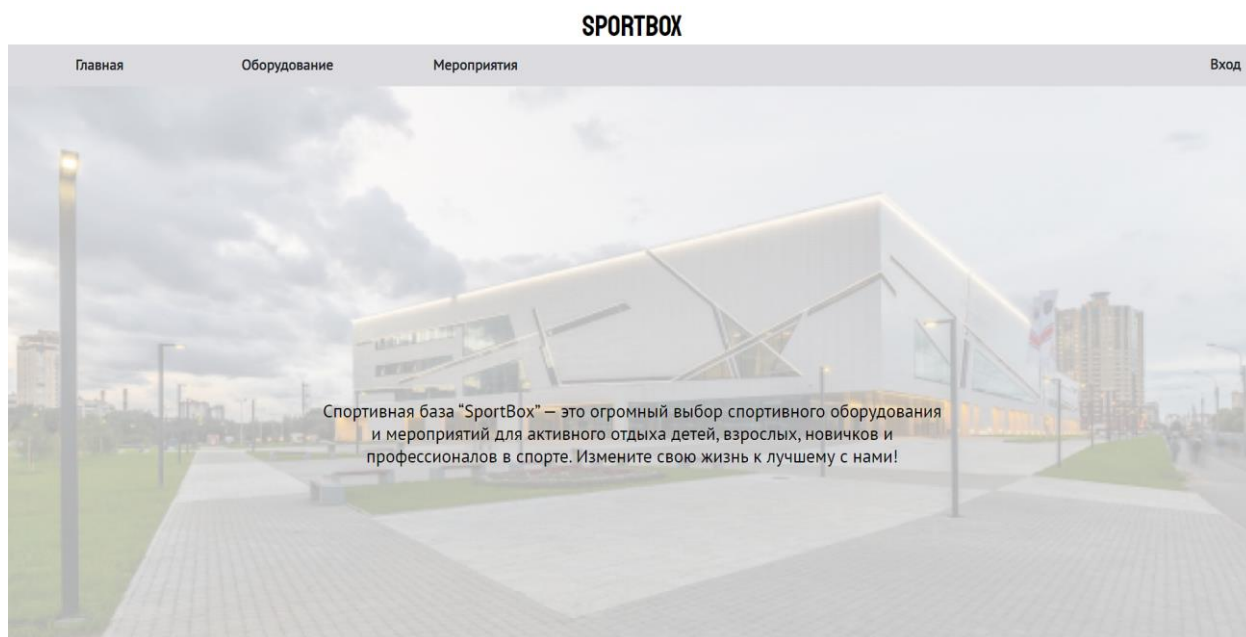 SPORTBOX
Главная Оборудование Мероприятия Вход
Спортивная база “SportBox” – это огромный выбор спортивного оборудования
и мероприятий для активного отдыха детей, взрослых, новичков и
профессионалов в спорте. Измените свою жизнь к лучшему с нами!